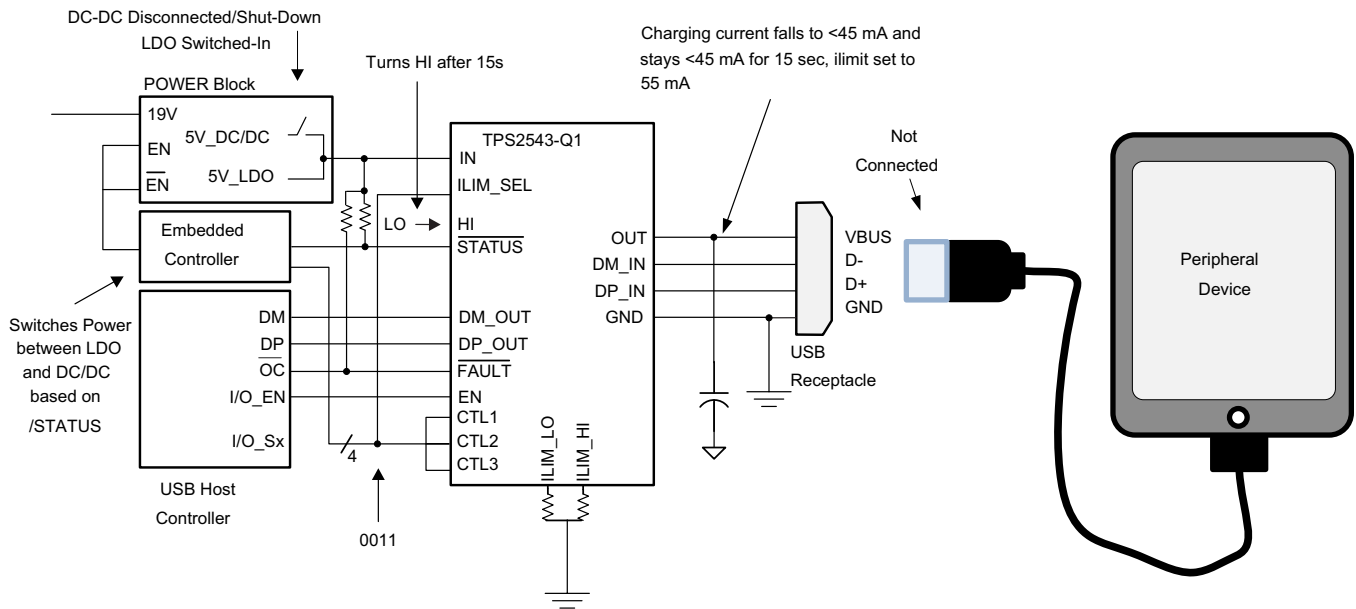 DC-DC Disconnected/Shut-Down
LDO Switched-In
Charging current falls to <45 mA and
stays <45 mA for 15 sec, ilimit set to
55 mA
Turns HI after 15s
POWER Block
19V
5V_DC/DC
EN
5V_LDO
EN
TPS2543-Q1
IN
ILIM_SEL
LO
HI
STATUS
Not
Connected
Embedded
Controller
OUT
DM_IN
DP_IN
GND
VBUS
D-
D+
GND
Peripheral
Device
Switches Power
between LDO
and DC/DC
based on
/STATUS
DM
DP
OC
I/O_EN
I/O_Sx
DM_OUT
DP_OUT
FAULT
EN
CTL1
CTL2
CTL3
ILIM_LO
ILIM_HI
USB
Receptacle
4
USB Host
Controller
0011